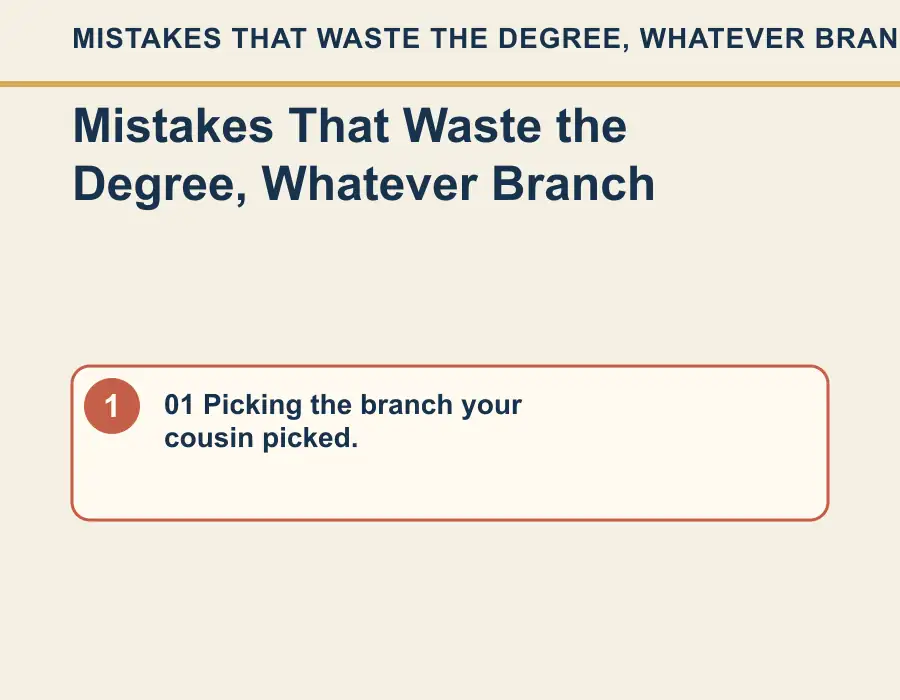 MISTAKES THAT WASTE THE DEGREE, WHATEVER BRAN
Mistakes That Waste the
Degree, Whatever Branch
1
01 Picking the branch your
cousin picked.